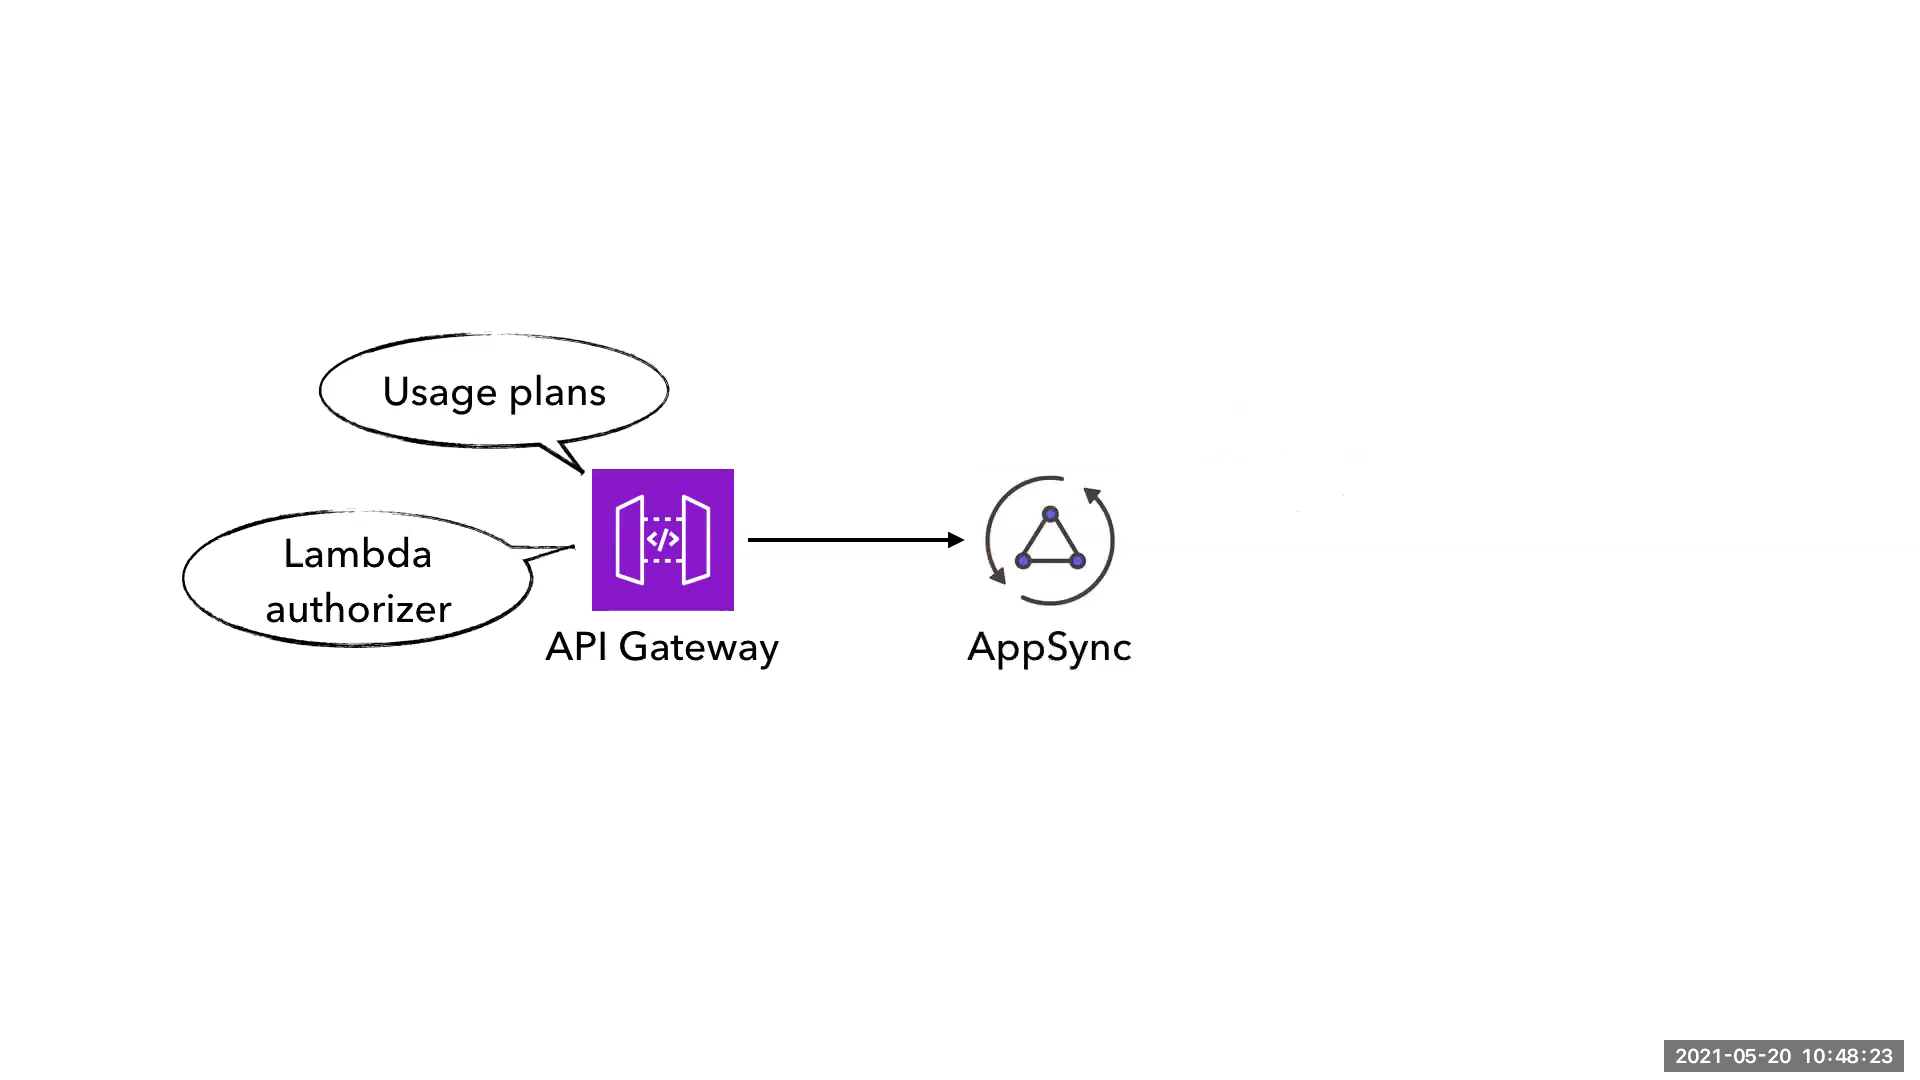 Usage plans
Lambda
authorizer
</>
API Gateway
AppSync
2021-05-20 10:48:23